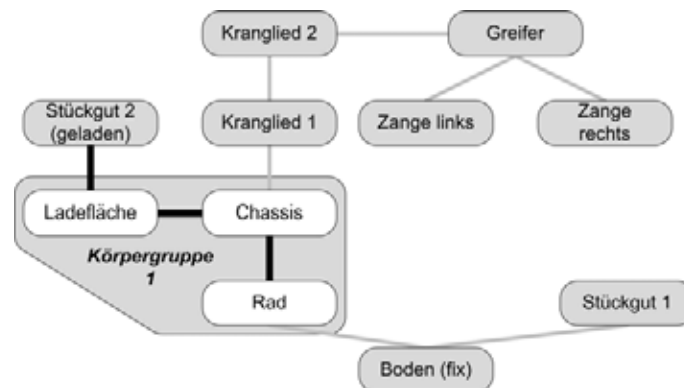 Kranglied 2
Greifer
Stückgut 2
(geladen)
Kranglied 1
Zange links
Zange
rechts
Ladefläche
Chassis
Körpergruppe
1
Rad
Stückgut 1
Boden (fix)